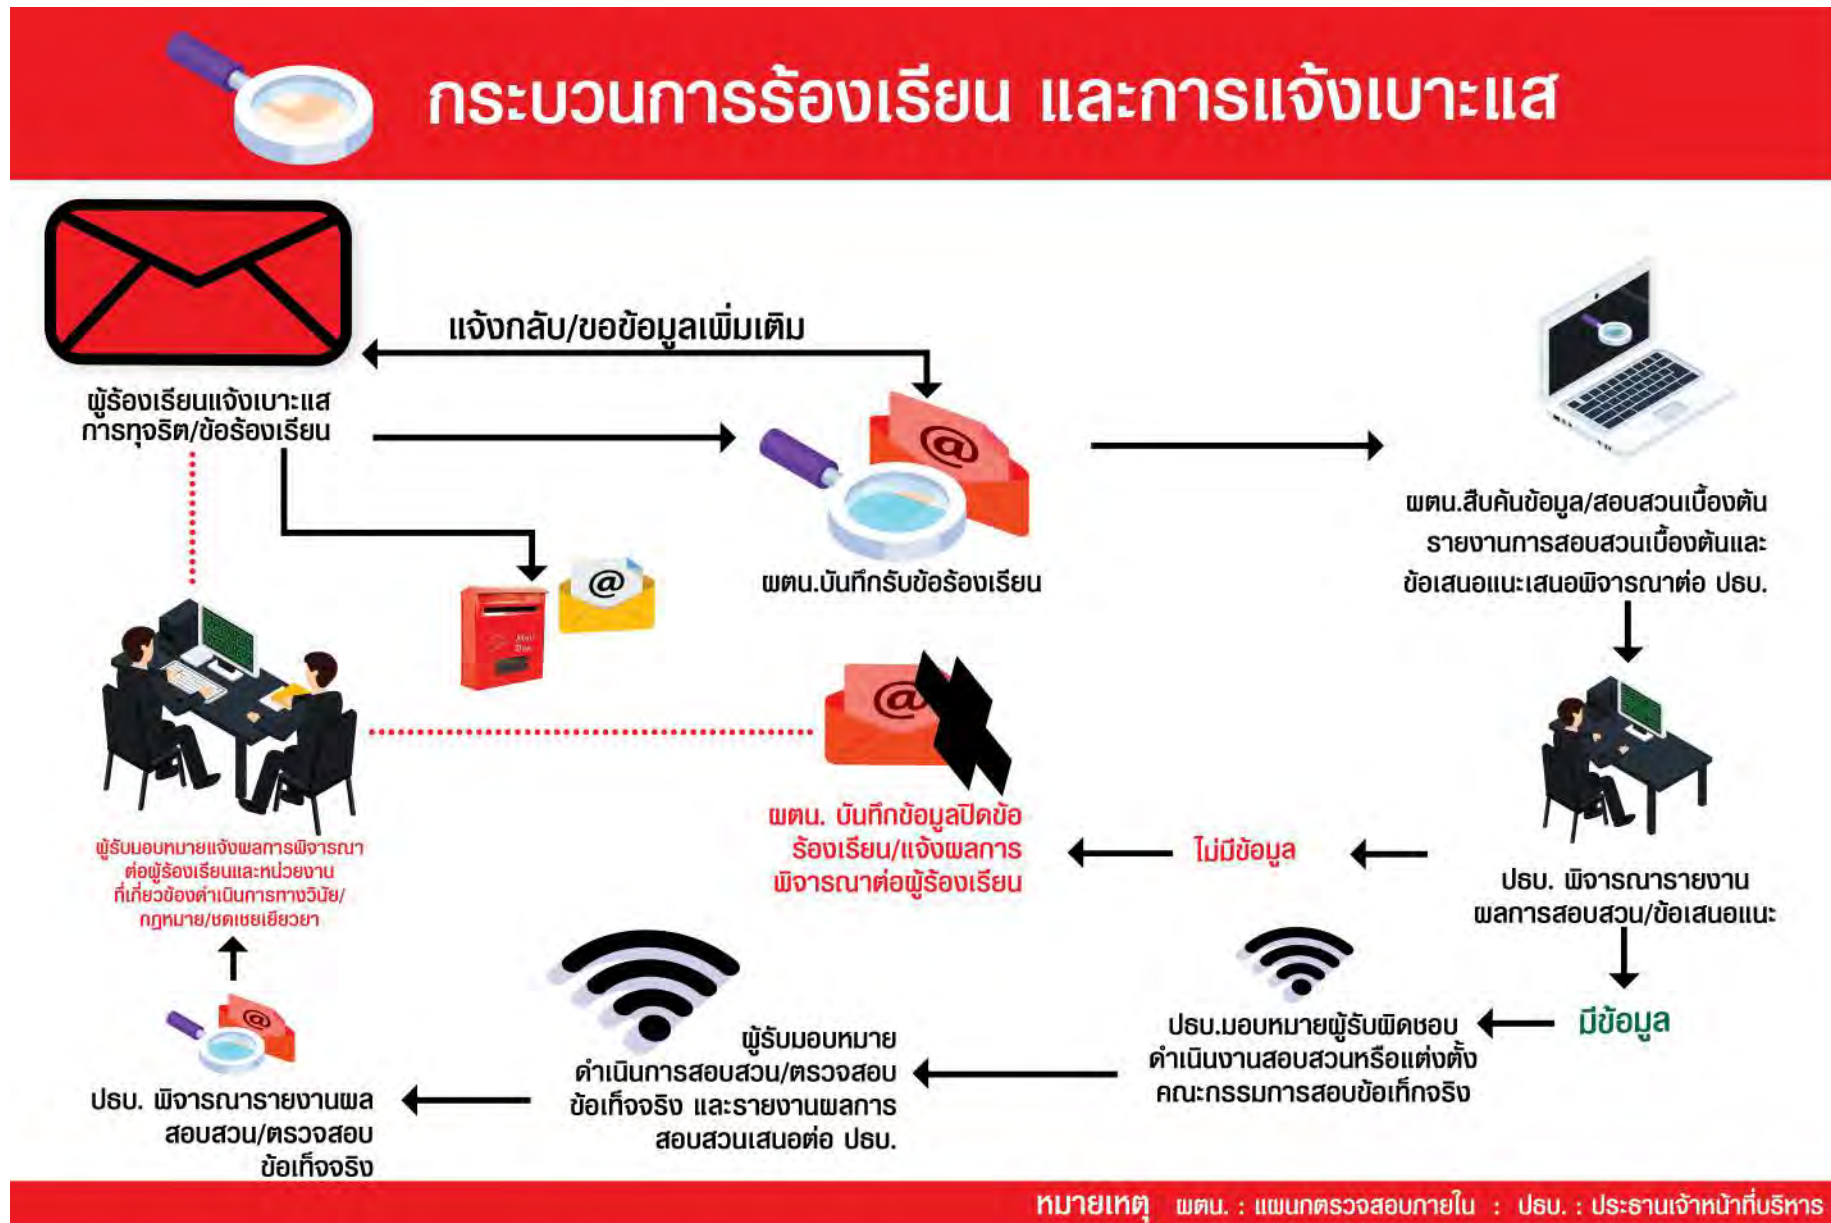 กระบวนการร้องเรียน และการแจ้งเบาะแส
แจ้งกลับ/ขอข้อมูลเพิ่มเติม
ผู้ร้องเรียนแจ้งเบาะแส
การทุจริต/ข้อร้องเรียน
@
ผตน.บันทึกรับข้อร้องเรียน
ผตน.สืบค้นข้อมูล/สอบสวนเบื้องต้น
รายงานการสอบสวนเบื้องต้นและ
ข้อเสนอแนะเสนอพิจารณาต่อ ปธบ.
@
Mail
Box
@
ผตน. บันทึกข้อมูลปิดข้อ
ร้องเรียน/แจ้งผลการ
พิจารณาต่อผู้ร้องเรียน
ไม่มีข้อมูล
ปธบ. พิจารณารายงาน
ผลการสอบสวน/ข้อเสนอแนะ
ผู้รับมอบหมายแจ้งผลการพิจารณา
ต่อผู้ร้องเรียนและหน่วยงาน
ที่เกี่ยวข้องดำเนินการทางวินัย/
กฎหมาย/ชดเชยเยียวยา
มีข้อมูล
ปธบ.มอบหมายผู้รับผิดชอบ
ดำเนินงานสอบสวนหรือแต่งตั้ง
คณะกรรมการสอบข้อเท็กจริง
ผู้รับมอบหมาย
ดำเนินการสอบสวน/ตรวจสอบ
ข้อเท็จจริง และรายงานผลการ
สอบสวนเสนอต่อ ปธบ.
@
ปธบ. พิจารณารายงานผล
สอบสวน/ตรวจสอบ
ข้อเท็จจริง
หมายเหตุ ผตน. : แผนกตรวจสอบภายใน : ปธบ. : ประธานเจ้าหน้าที่บริหาร